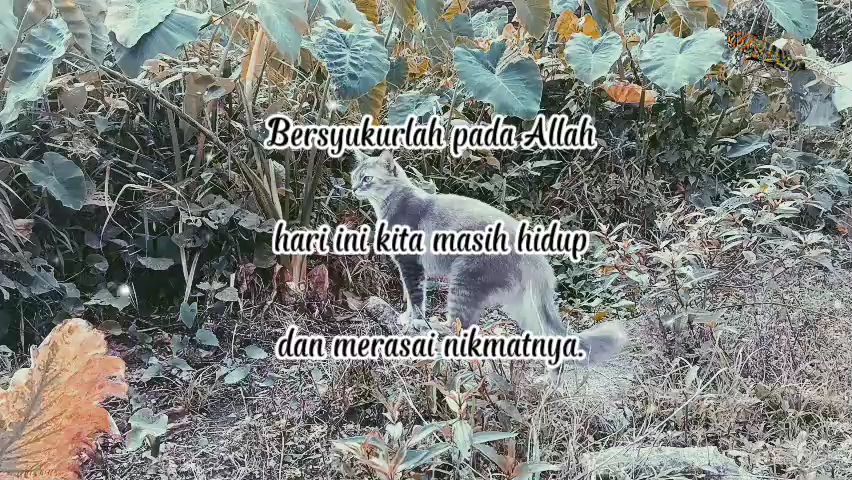 Bersyukurlah pada Allah
hari ini kita masih hidup
dan merasai nikmatnya.